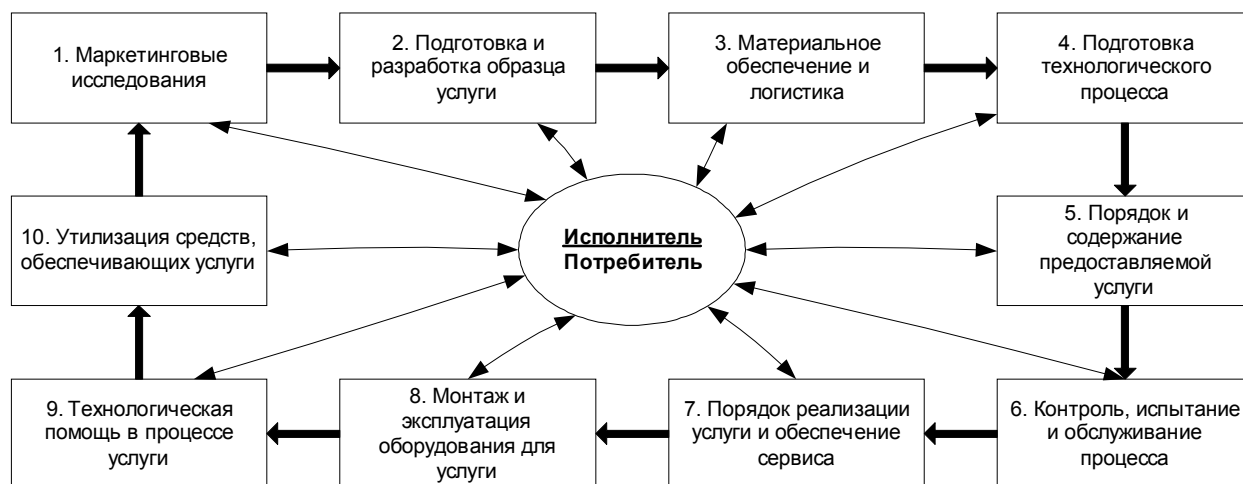 1. Маркетинговые
исследования
2. Подготовка и
разработка образца
услуги
3. Материальное
обеспечение и
логистика
4. Подготовка
технологического
процесса
5. Порядок и
содержание
предоставляемой
услуги
6. Контроль, испытание
и обслуживание
процесса
7. Порядок реализации
услуги и обеспечение
сервиса
8. Монтаж и
эксплуатация
оборудования для
услуги
9. Технологическая
помощь в процессе
услуги
10. Утилизация средств,
обеспечивающих услуги
Исполнитель
Потребитель